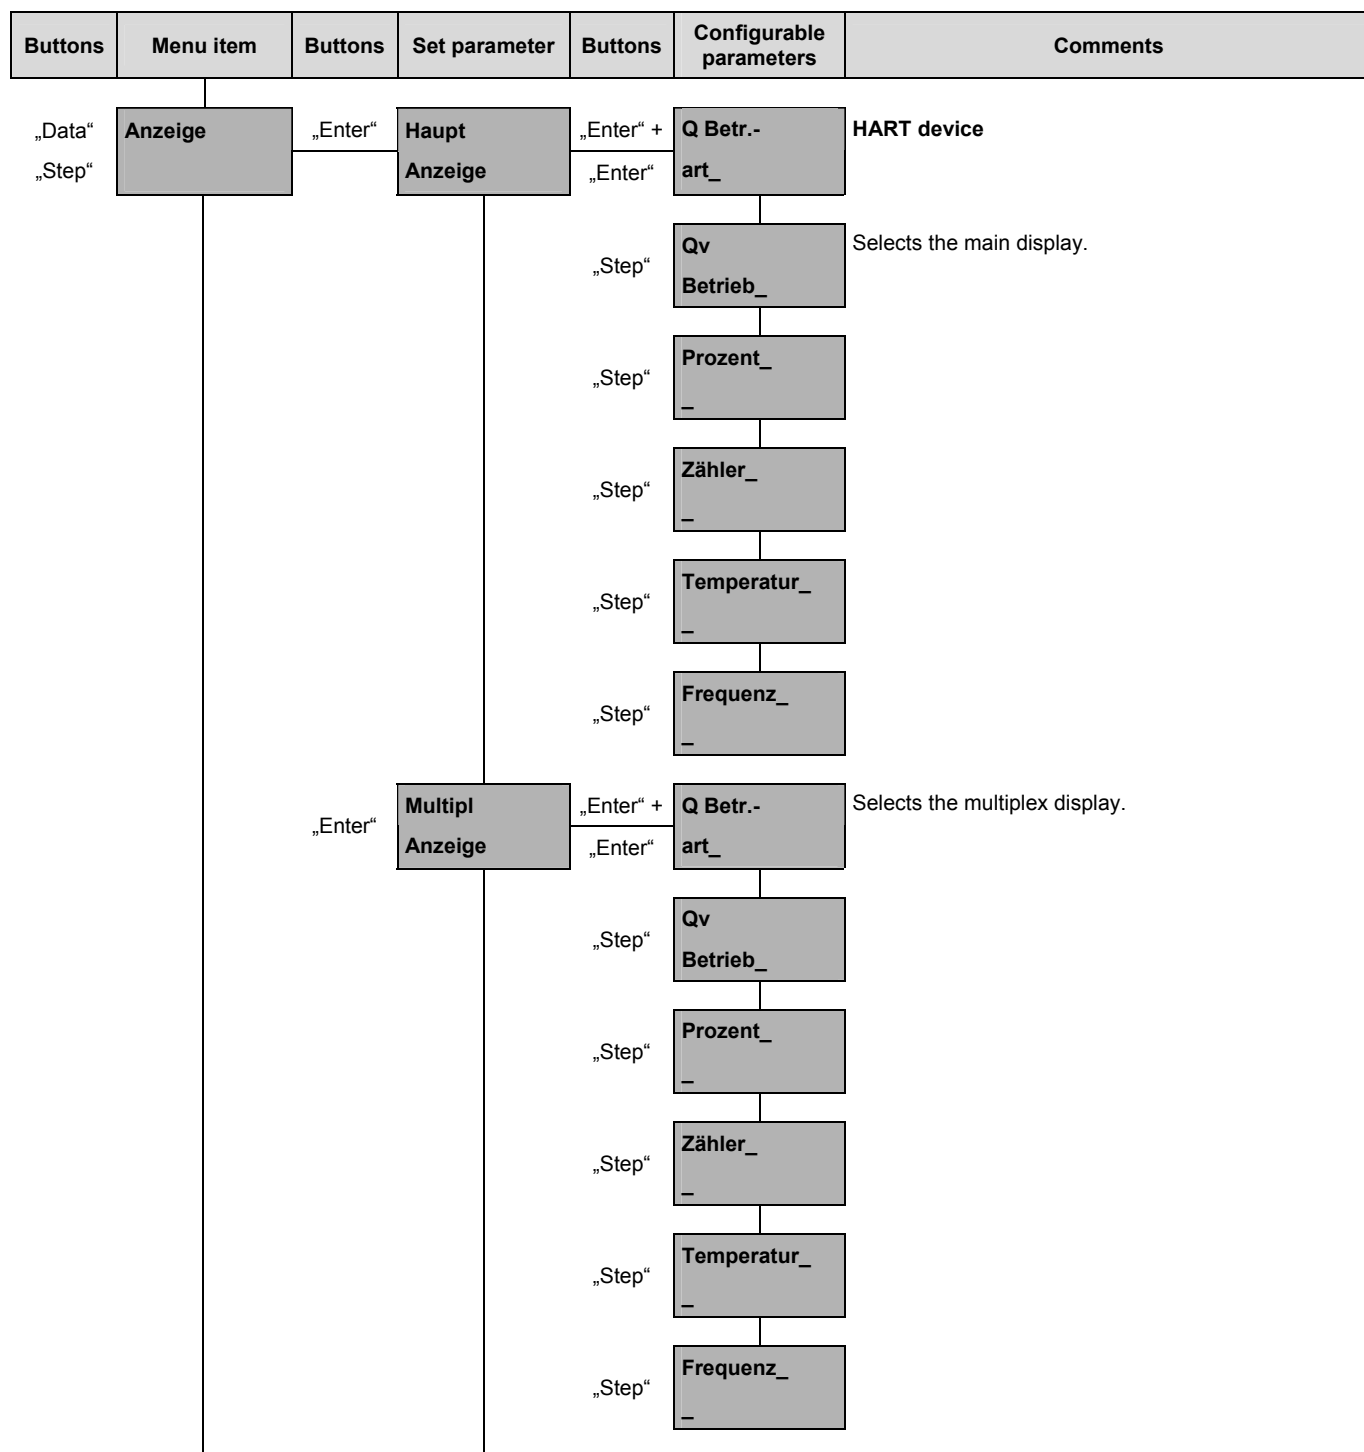 Buttons Menu item Buttons Set parameter Buttons Configurable parameters Comments
„Data“ Anzeige „Enter“ Haupt „Enter“ + Q Betr.- HART device
„Step“ Anzeige „Enter“ art_
„Step“ Qv Selects the main display.
Betrieb_
„Step“ Prozent_
_
„Step“ Zähler_
_
„Step“ Temperatur_
_
„Step“ Frequenz_
_
„Enter“ Multipl „Enter“ + Q Betr.- Selects the multiplex display.
Anzeige „Enter“ art_
„Step“ Qv
Betrieb_
„Step“ Prozent_
_
„Step“ Zähler_
_
„Step“ Temperatur_
_
„Step“ Frequenz_
_